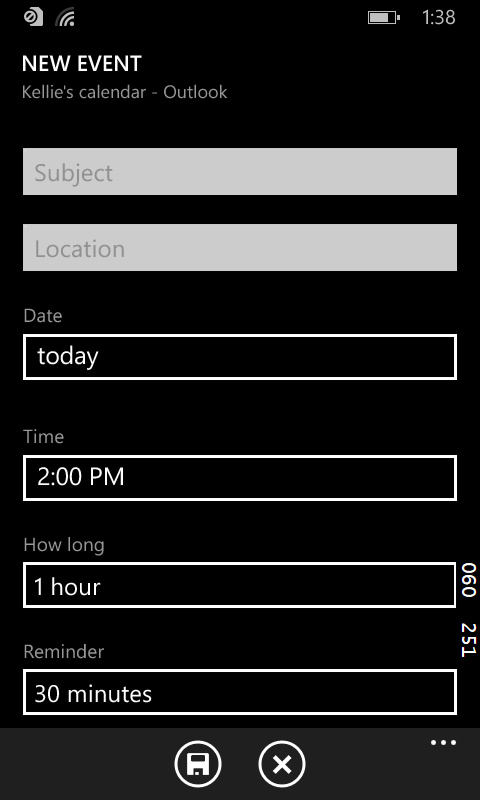 1:38
NEW EVENT
Kellie's calendar - Outlook
Subject
Location
Date
today
Time
2:00 PM
How long
1 hour
060 251
Reminder
30 minutes